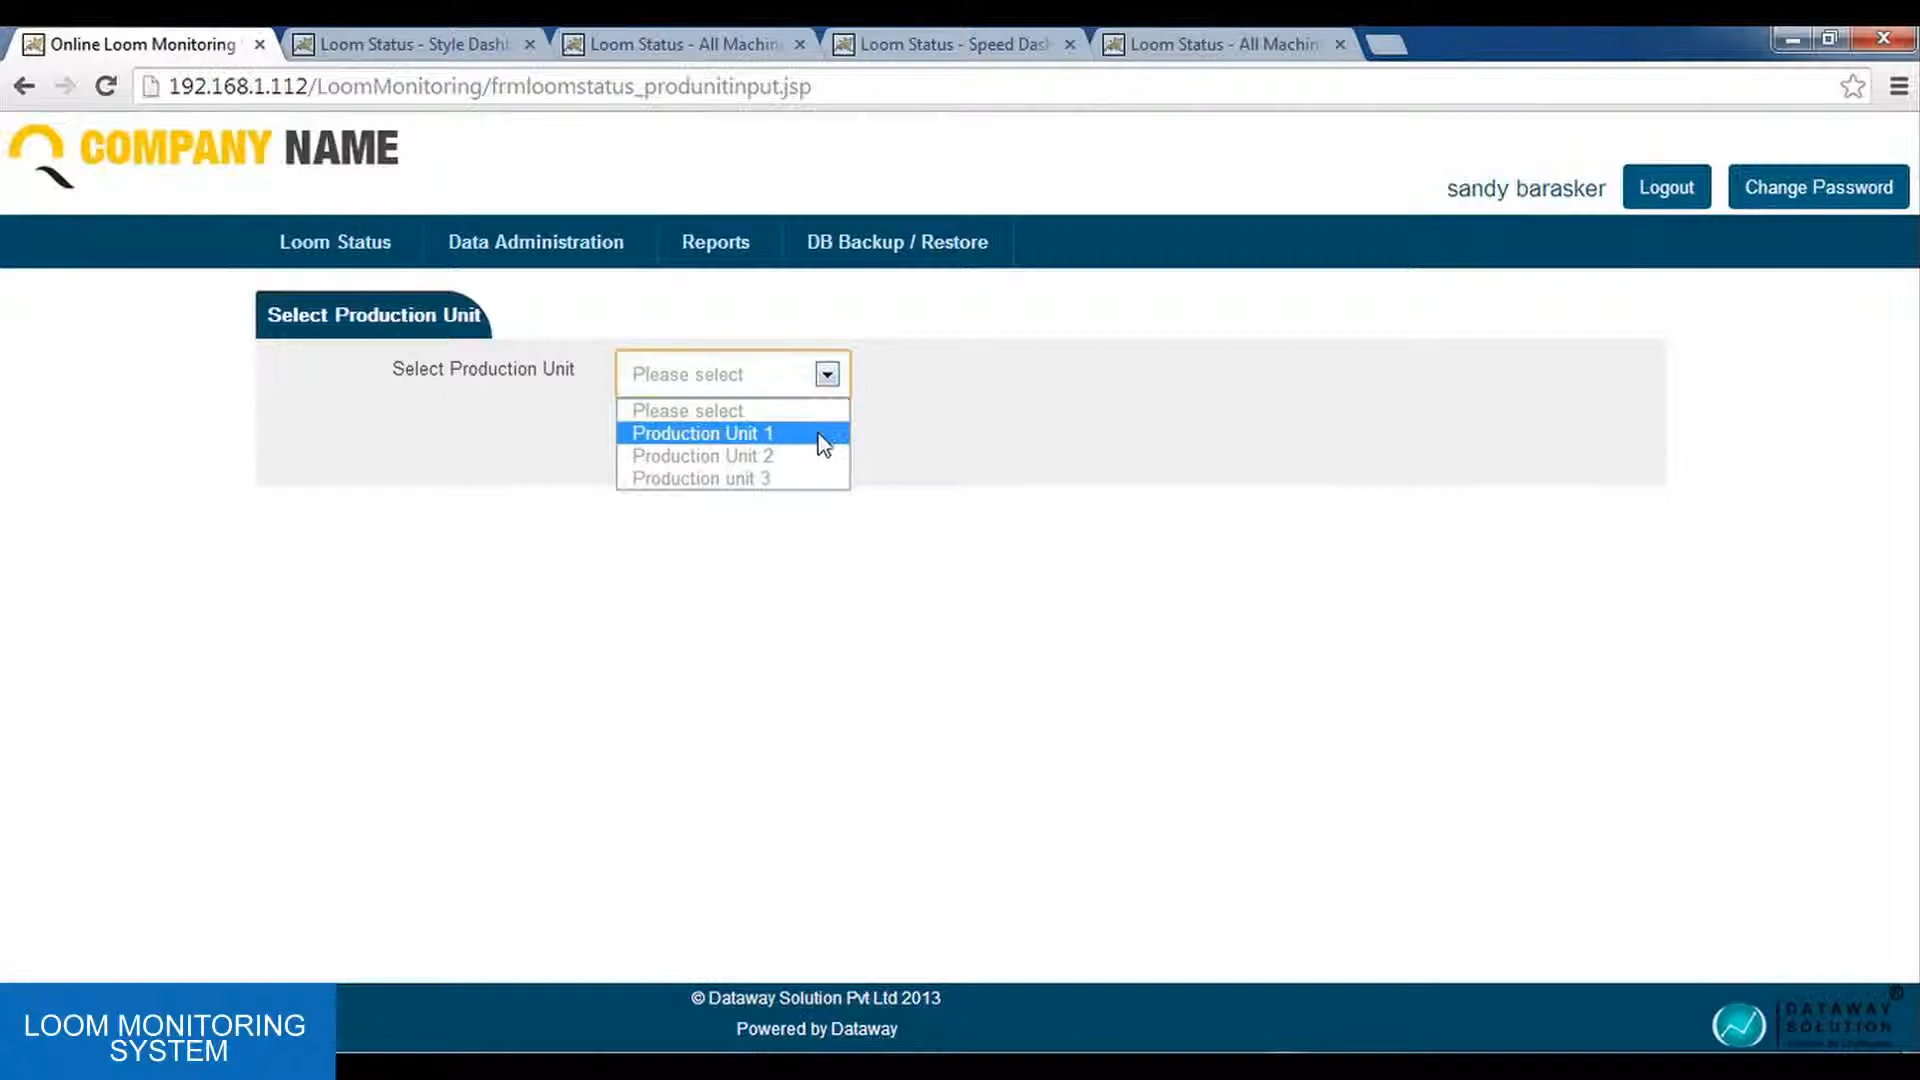 Online Loom Monitoring
Loom Status - Style Dash
Loom Status - All Machin
Loom Status - Speed Das
Loom Status - All Machin
192.168.1.112/LoomMonitoring/frmloomstatus_produnitinput.jsp
COMPANY NAME
sandy barasker
Logout
Change Password
Loom Status
Data Administration
Reports
DB Backup / Restore
Select Production Unit
Select Production Unit
Please select
Please select
Production Unit 1
Production Unit 2
Production unit 3
© Dataway Solution Pvt Ltd 2013
Powered by Dataway
LOOM MONITORING
SYSTEM
DATAWAY
SOLUTION